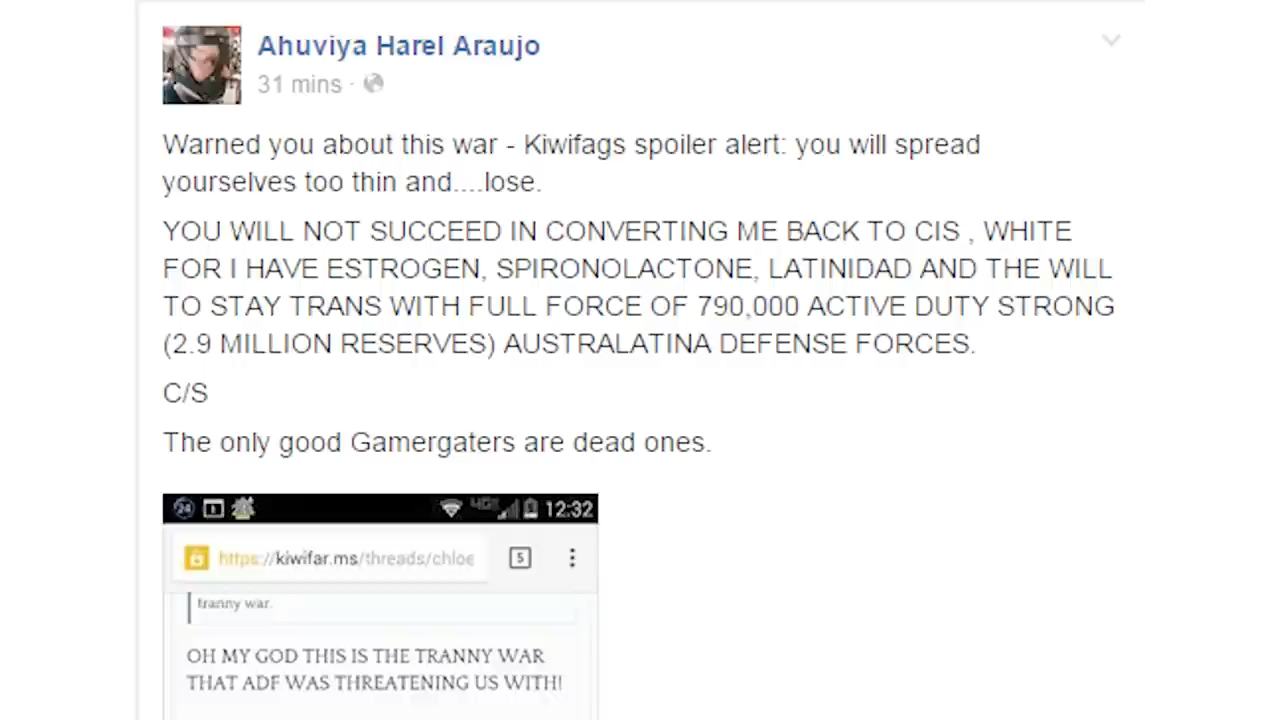 Ahuviya Harel Araujo
31 mins ·
Warned you about this war - Kiwifags spoiler alert: you will spread
yourselves too thin and....lose.
YOU WILL NOT SUCCEED IN CONVERTING ME BACK TO CIS , WHITE
FOR I HAVE ESTROGEN, SPIRONOLACTONE, LATINIDAD AND THE WILL
TO STAY TRANS WITH FULL FORCE OF 790,000 ACTIVE DUTY STRONG
(2.9 MILLION RESERVES) AUSTRALATINA DEFENSE FORCES.
C/S
The only good Gamergaters are dead ones.
24 4G 12:32
https://kiwifar.ms/threads/chloe 5
tranny war.
OH MY GOD THIS IS THE TRANNY WAR
THAT ADF WAS THREATENING US WITH!